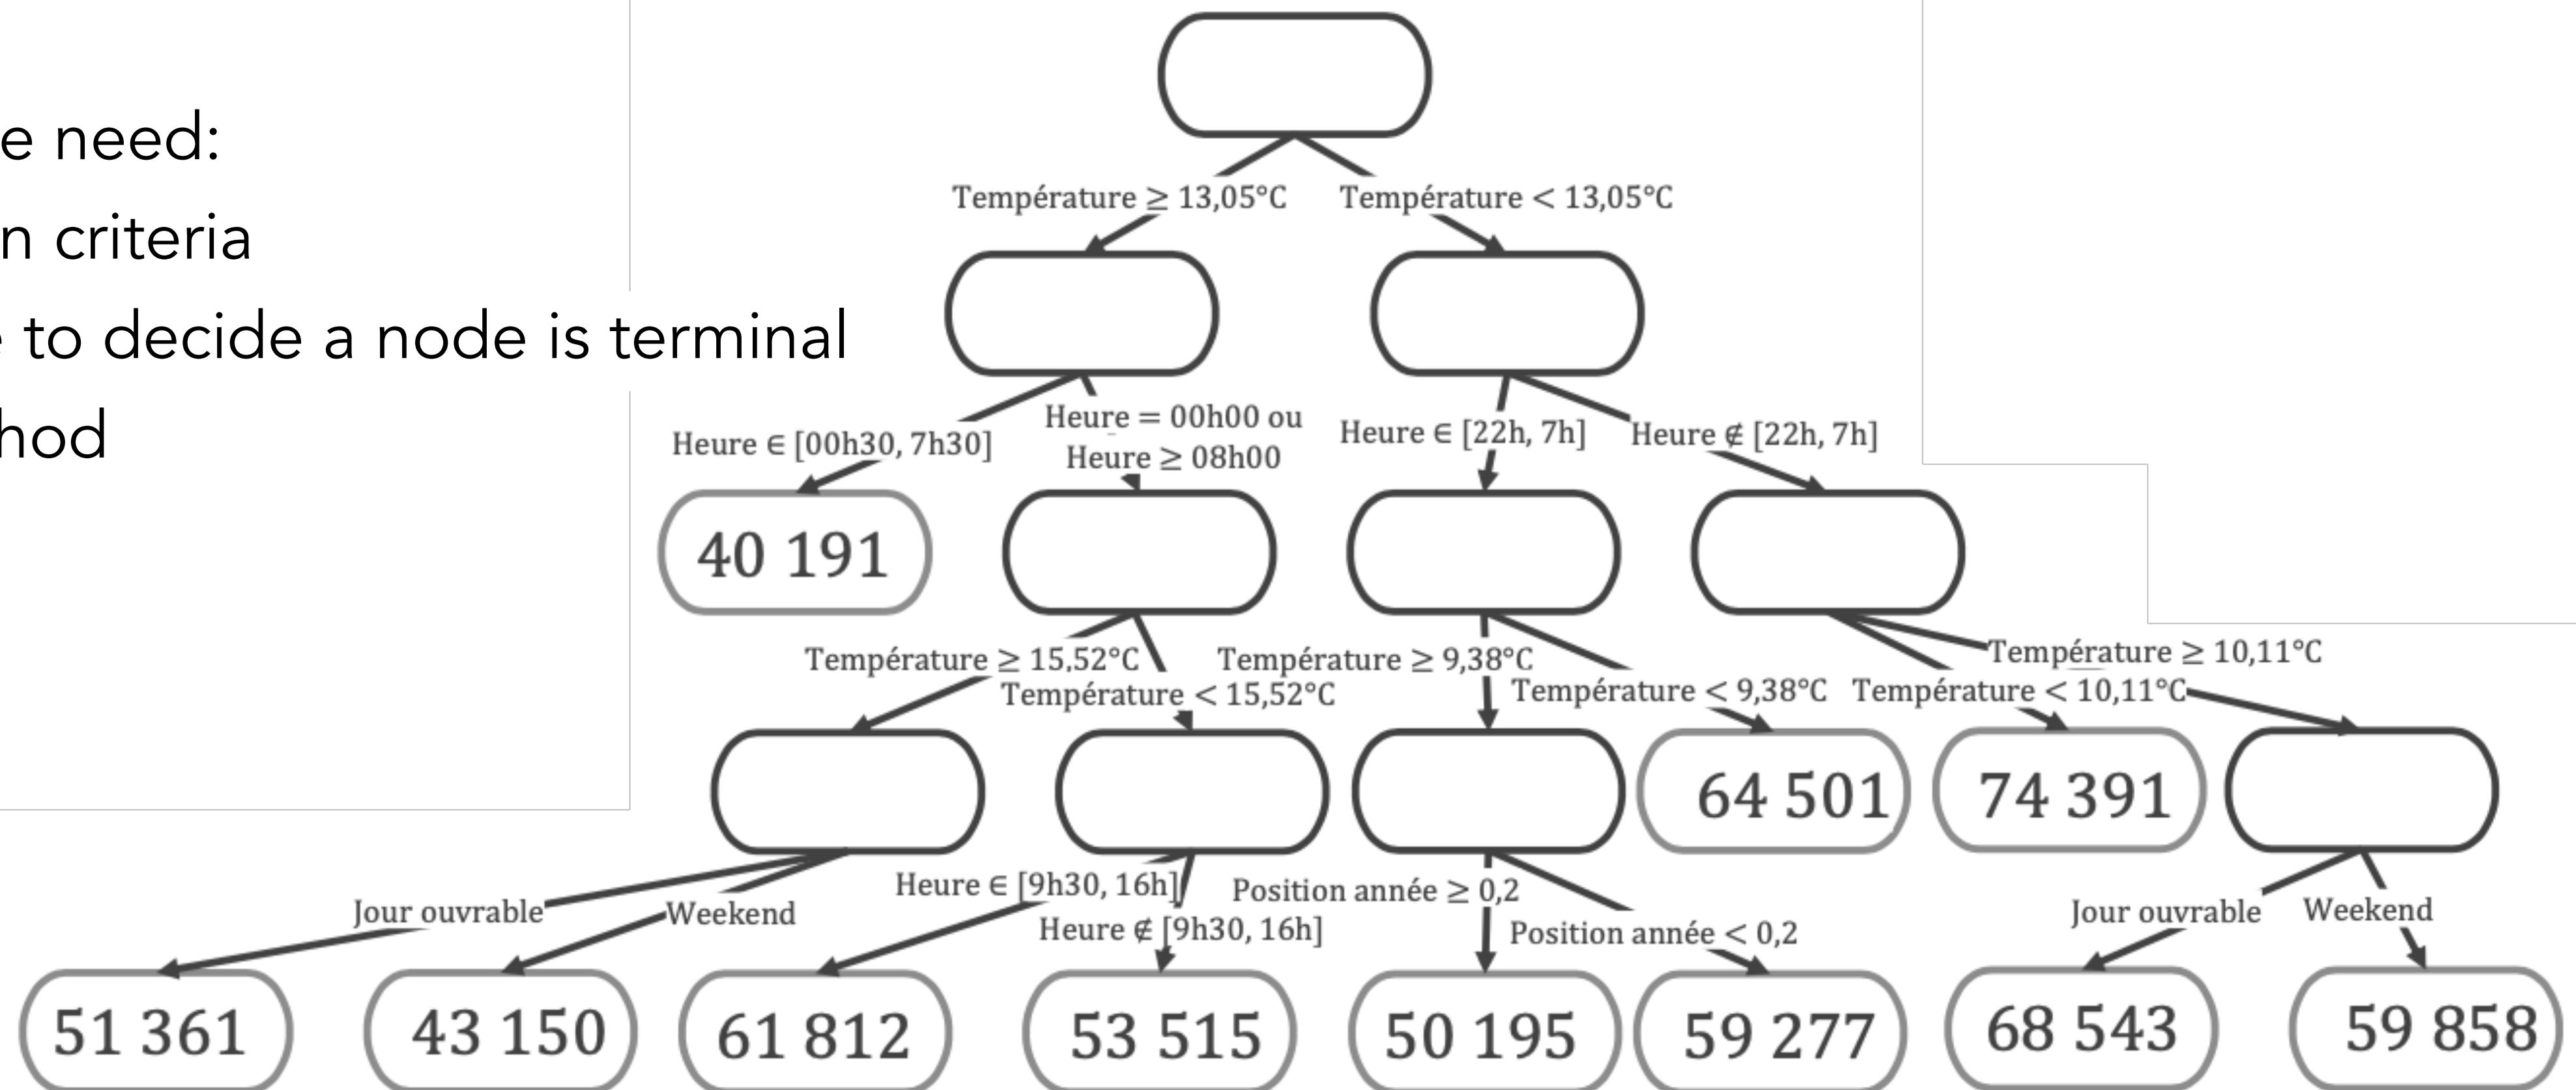 e need:
n criteria
to decide a node is terminal
hod
Température ≥ 13,05°C
Température < 13,05°C
Heure ∈ [00h30, 7h30]
Heure = 00h00 ou
Heure ≥ 08h00
Heure ∈ [22h, 7h]
Heure ∉ [22h, 7h]
40 191
Température ≥ 15,52°C
Température < 15,52°C
Température ≥ 9,38°C
Température < 9,38°C
Température ≥ 10,11°C
Température < 10,11°C
64 501
74 391
Jour ouvrable
Weekend
Heure ∈ [9h30, 16h]
Heure ∉ [9h30, 16h]
Position année ≥ 0,2
Position année < 0,2
Jour ouvrable
Weekend
51 361
43 150
61 812
53 515
50 195
59 277
68 543
59 858